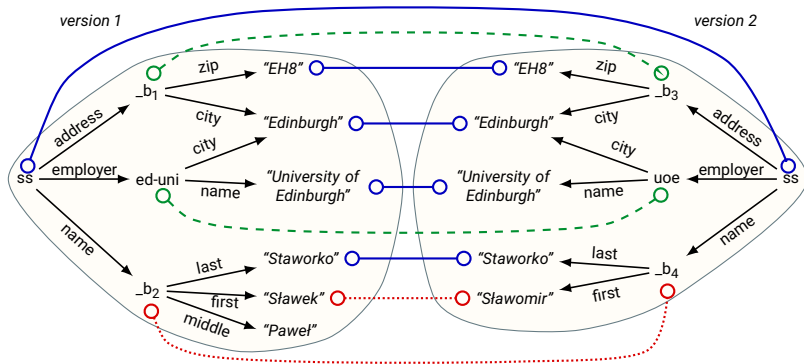 version 1
version 2
zip
"EH8"
"EH8"
zip
_b1
_b3
address
city
"Edinburgh"
"Edinburgh"
city
address
city
city
ss
employer
ed-uni
name
"University of
Edinburgh"
"University of
Edinburgh"
name
uoe
employer
ss
name
name
last
"Staworko"
"Staworko"
last
_b2
_b4
first
"Sławek"
"Sławomir"
first
middle
"Paweł"